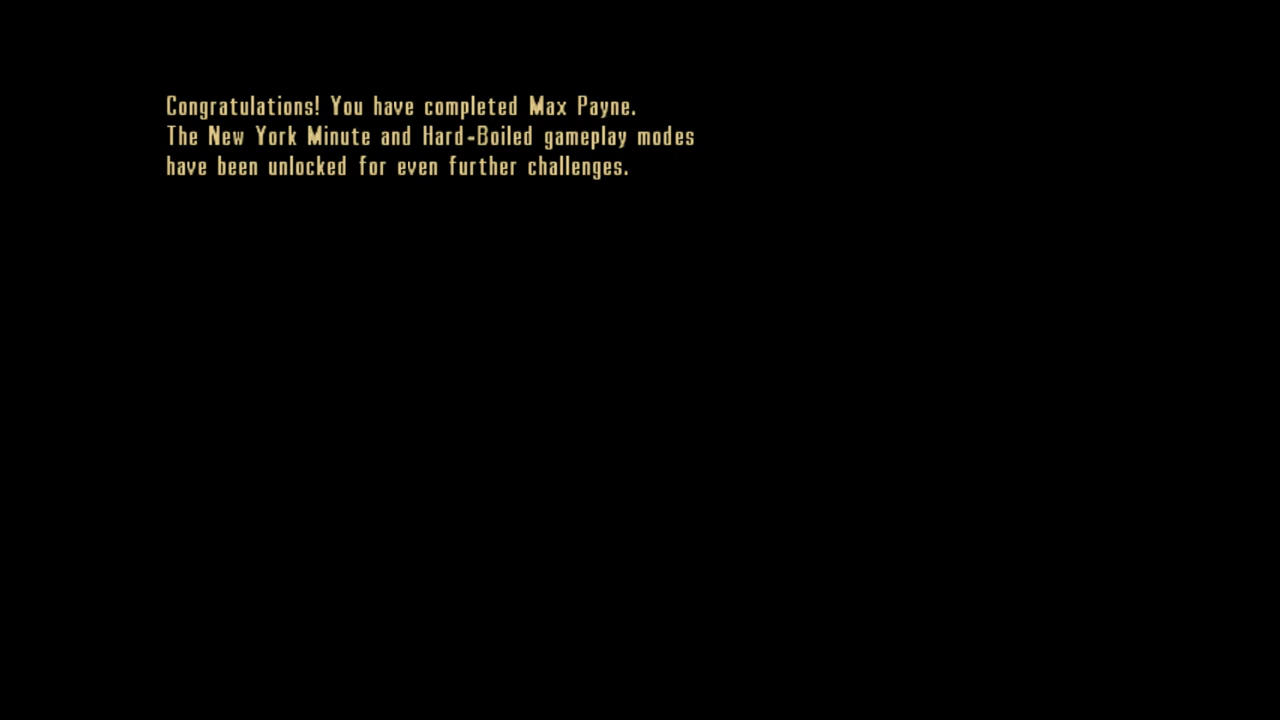 Congratulations! You have completed Max Payne.
The New York Minute and Hard-Boiled gameplay modes
have been unlocked for even further challenges.